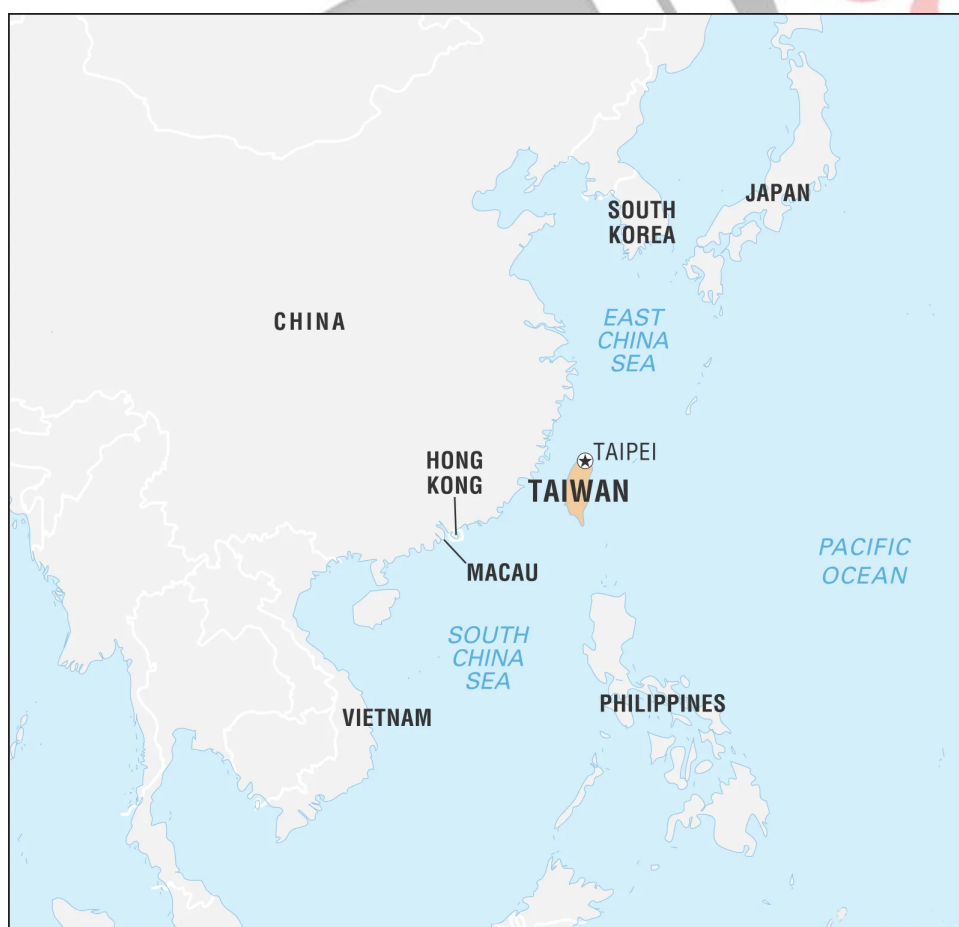 SOUTH
KOREA
JAPAN
CHINA
EAST
CHINA
SEA
TAIPEI
HONG
KONG
TAIWAN
PACIFIC
OCEAN
MACAU
SOUTH
CHINA
SEA
PHILIPPINES
VIETNAM